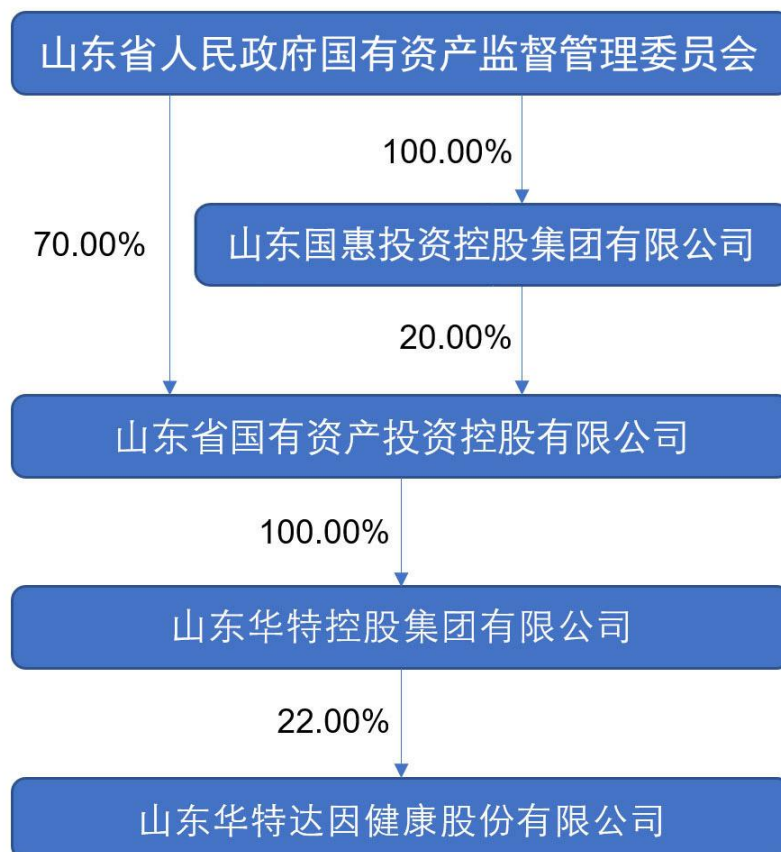 山东省人民政府国有资产监督管理委员会
100.00%
70.00%
山东国惠投资控股集团有限公司
20.00%
山东省国有资产投资控股有限公司
100.00%
山东华特控股集团有限公司
22.00%
山东华特达因健康股份有限公司